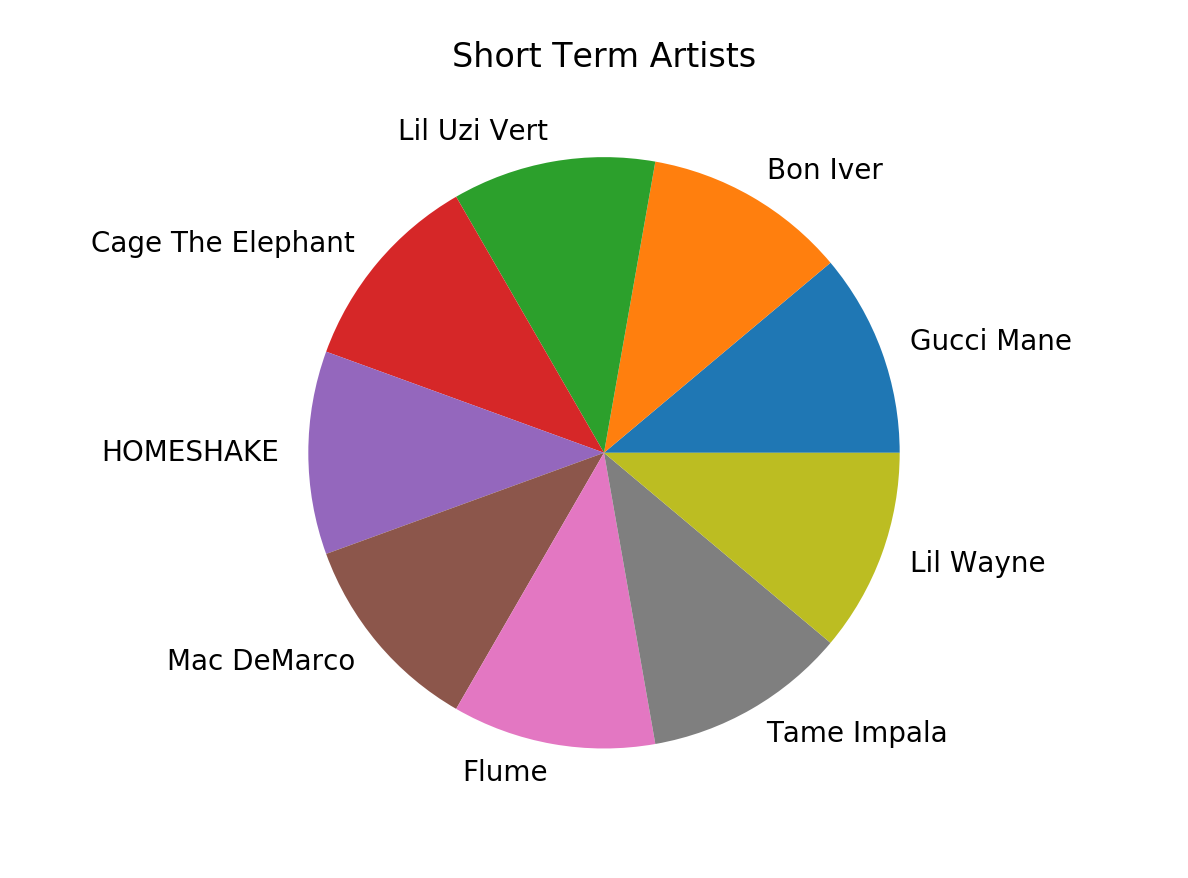 Short Term Artists
Lil Uzi Vert
Bon Iver
Cage The Elephant
Gucci Mane
HOMESHAKE
Lil Wayne
Mac DeMarco
Tame Impala
Flume